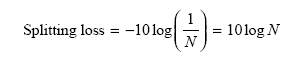 Splitting loss = −10 log(1/N) = 10 log N